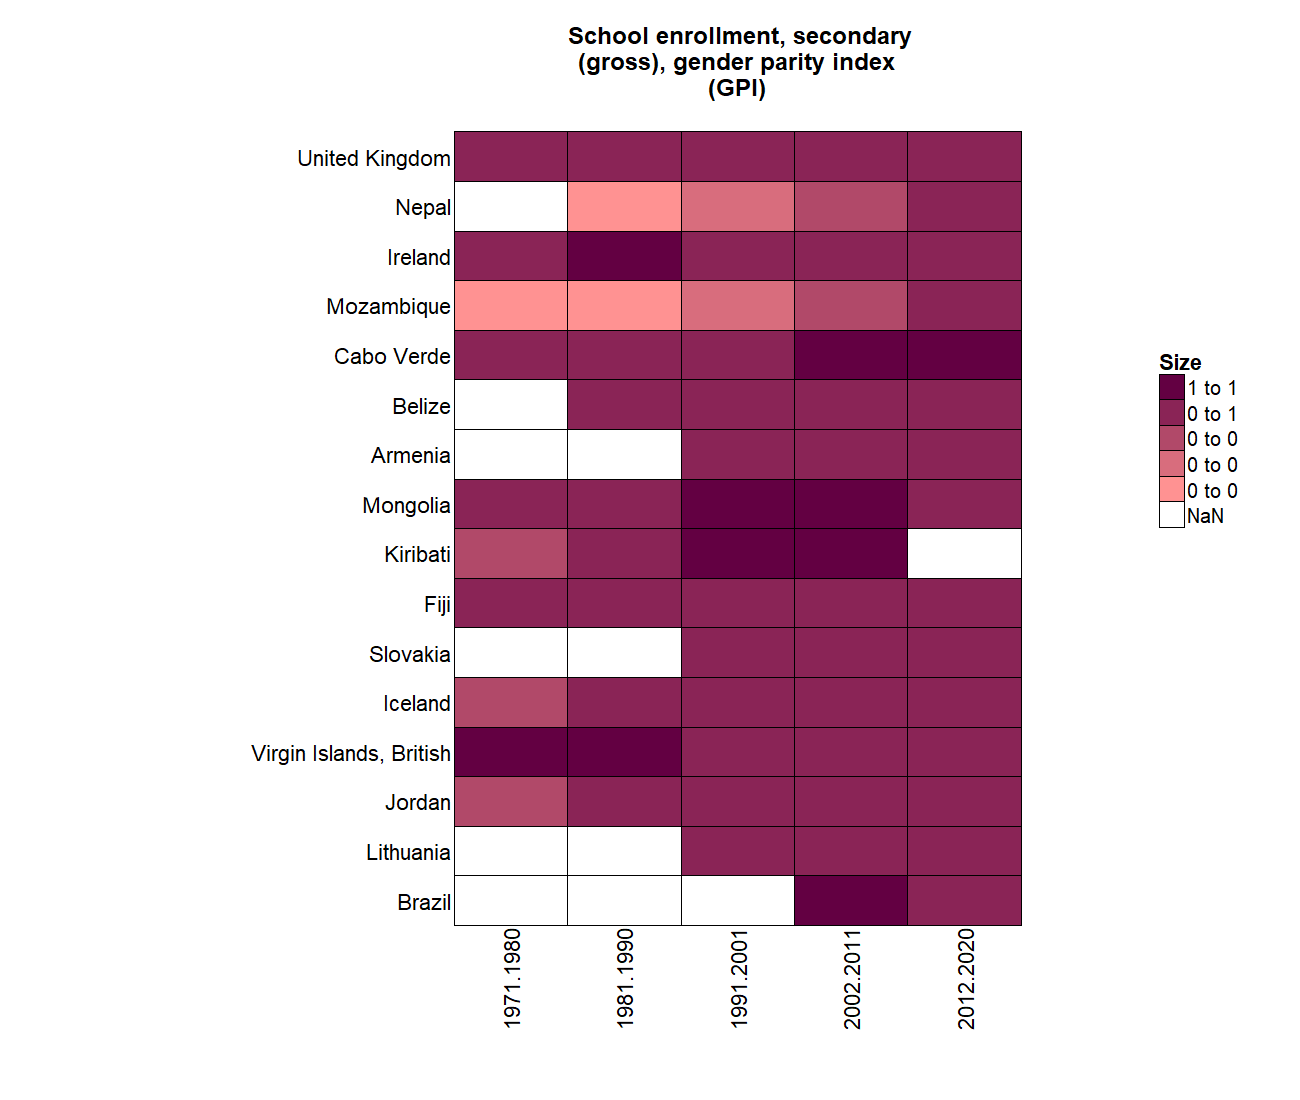 School enrollment, secondary
(gross), gender parity index
(GPI)
United Kingdom
Nepal
Ireland
Mozambique
Cabo Verde
Belize
Armenia
Mongolia
Kiribati
Fiji
Slovakia
Iceland
Virgin Islands, British
Jordan
Lithuania
Brazil
1971.1980
1981.1990
1991.2001
2002.2011
2012.2020
Size
1 to 1
0 to 1
0 to 0
0 to 0
0 to 0
NaN